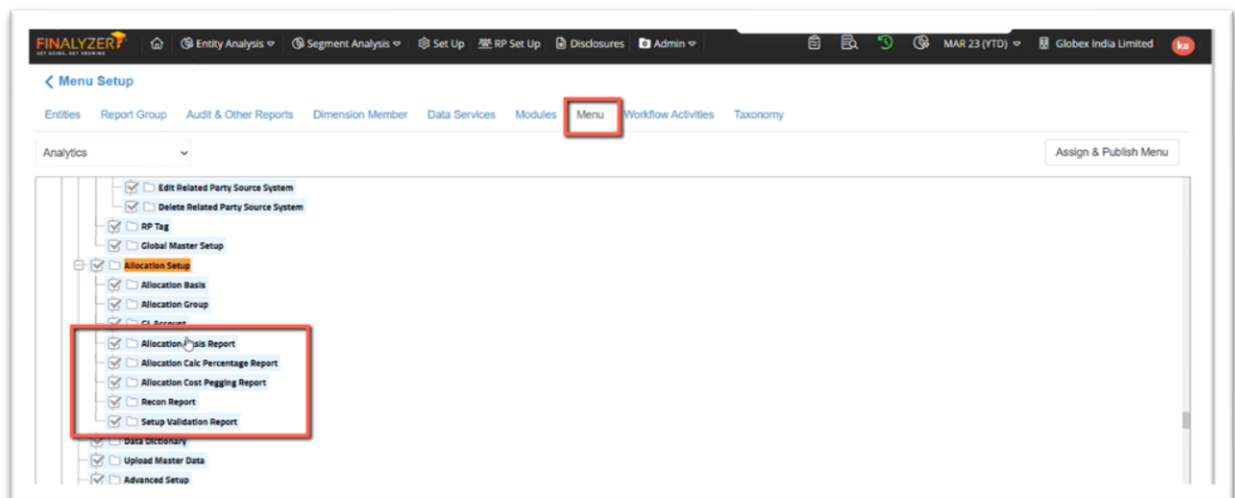 FINALYZER
GET GOING, GET GROWING
Entity Analysis
Segment Analysis
Set Up
RP Set Up
Disclosures
Admin
MAR 23 (YTD)
Globex India Limited
ka
Menu Setup
Entities
Report Group
Audit & Other Reports
Dimension Member
Data Services
Modules
Menu
Workflow Activities
Taxonomy
Analytics
Assign & Publish Menu
Edit Related Party Source System
Delete Related Party Source System
RP Tag
Global Master Setup
Allocation Setup
Allocation Basis
Allocation Group
GL Account
Allocation Basis Report
Allocation Calc Percentage Report
Allocation Cost Pegging Report
Recon Report
Setup Validation Report
Data Dictionary
Upload Master Data
Advanced Setup